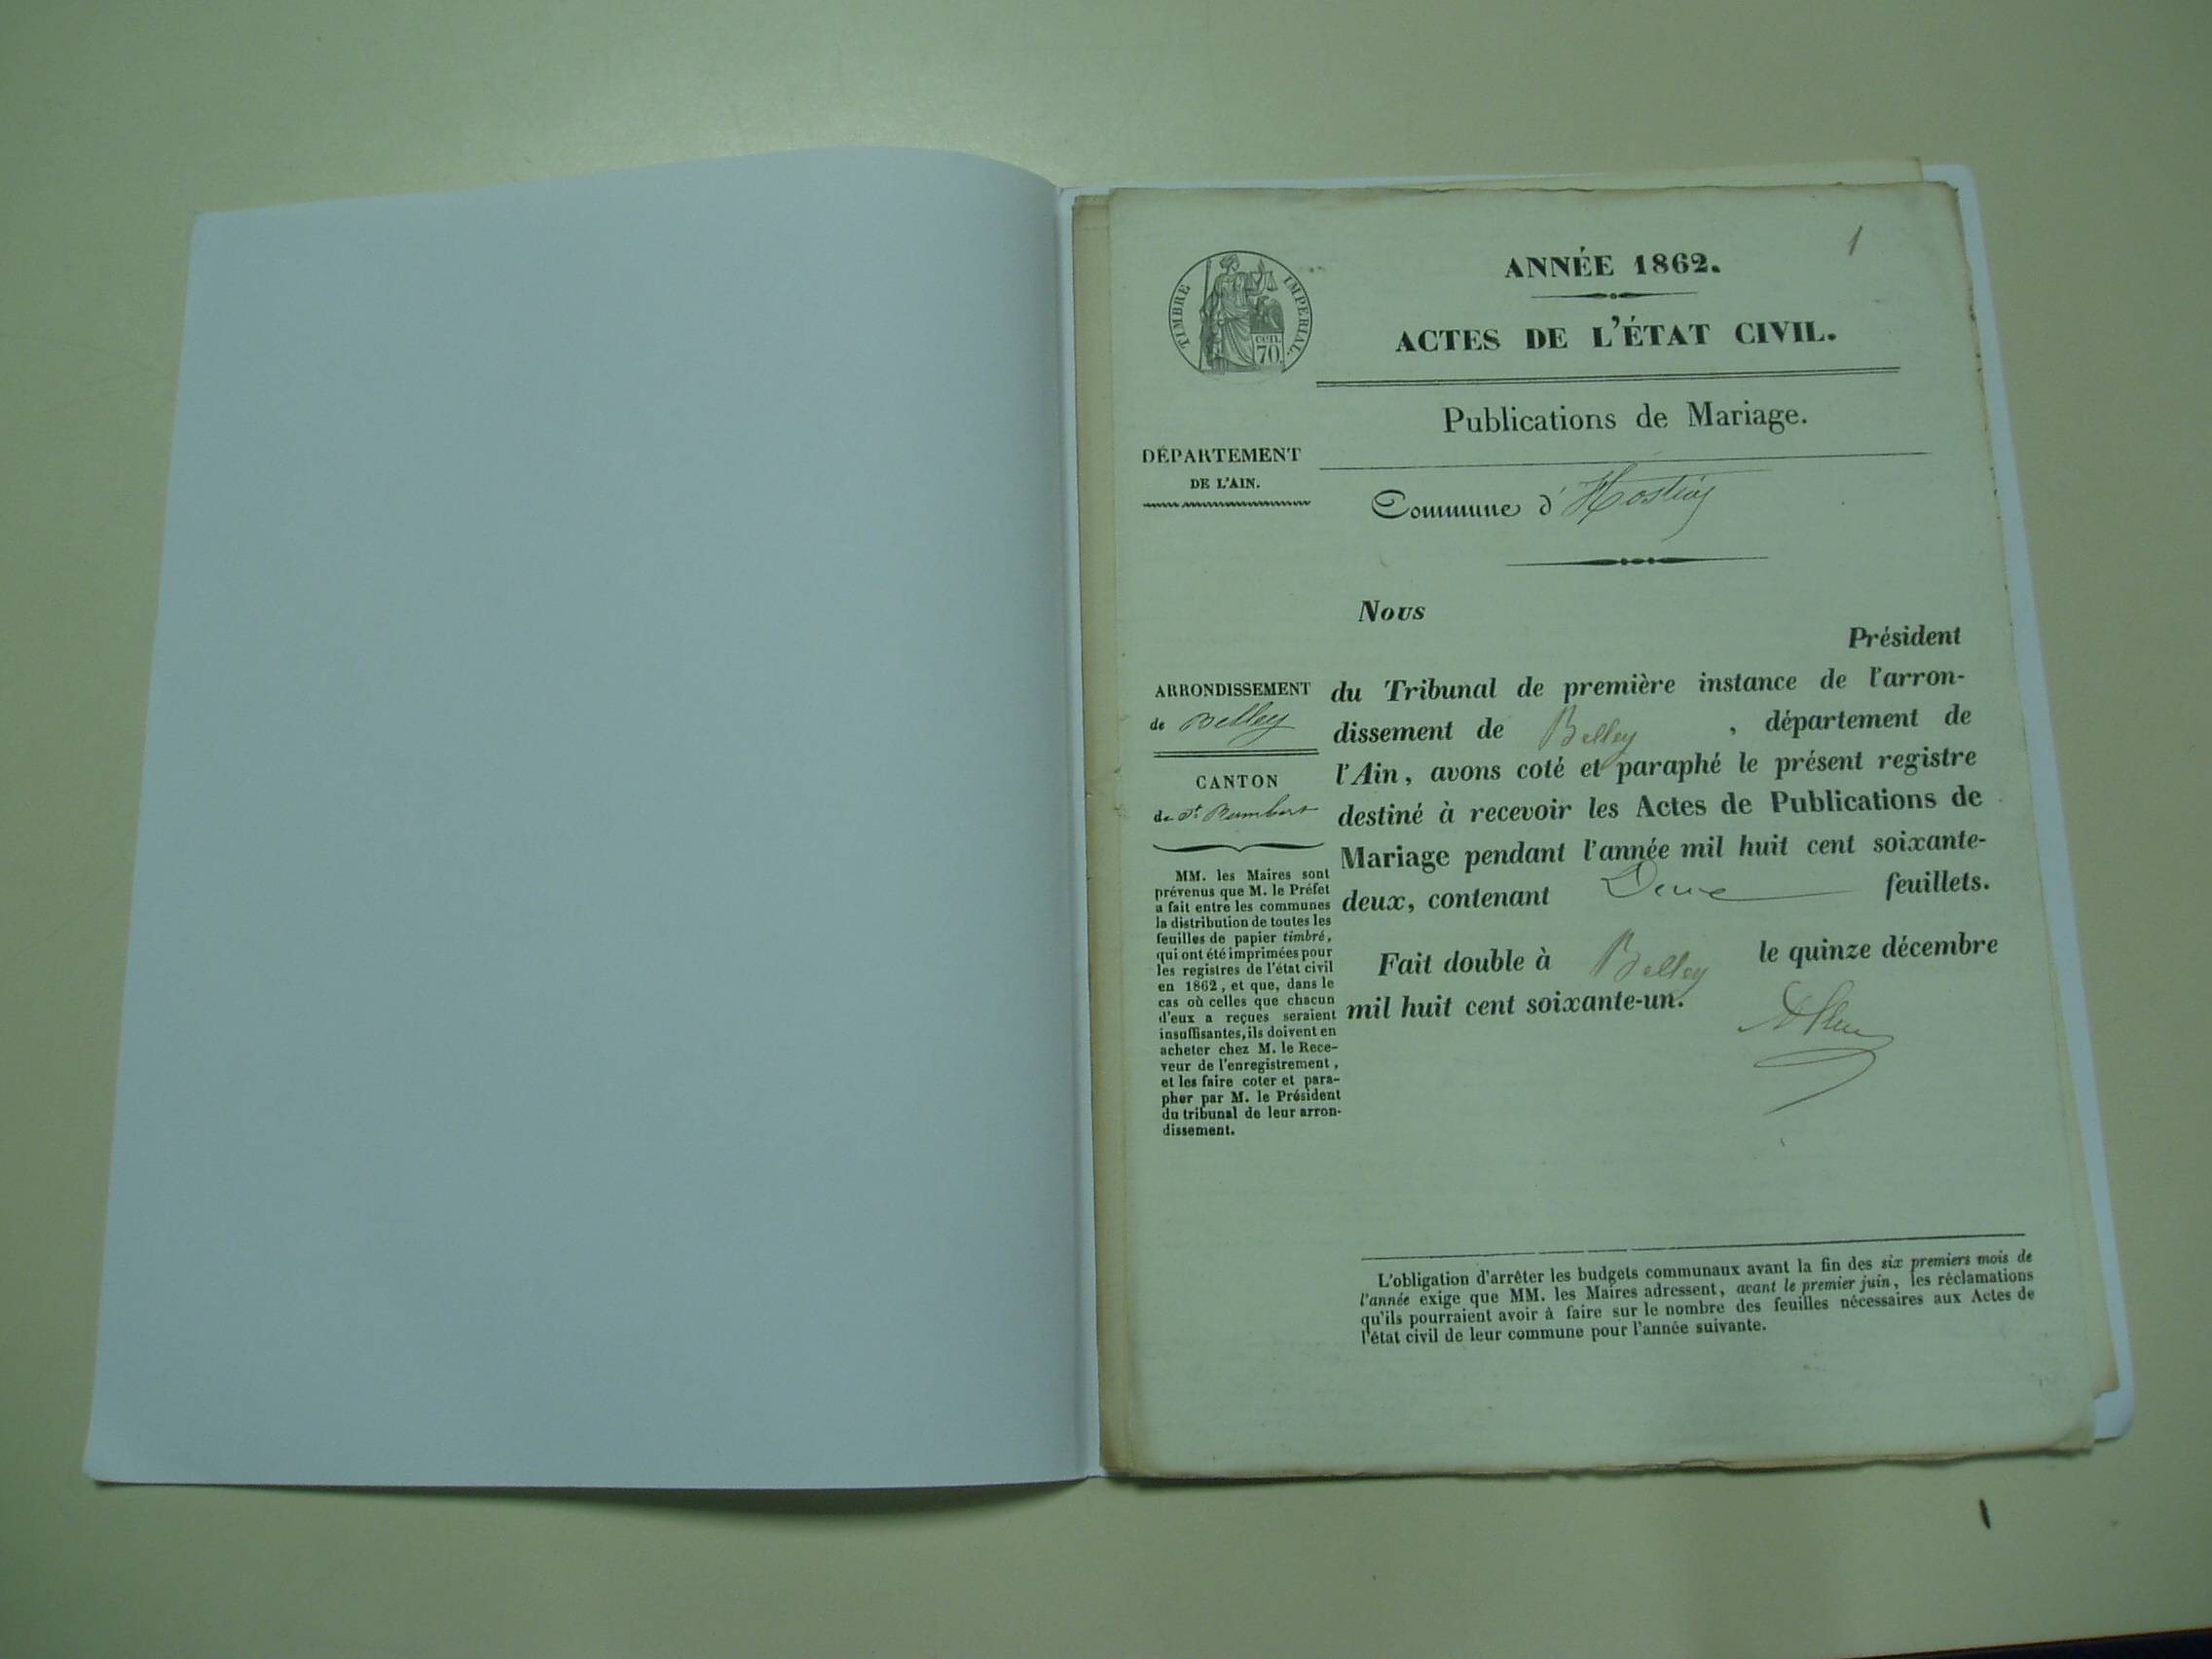 1
ANNÉE 1862.
ACTES DE L'ÉTAT CIVIL.
TIMBRE IMPERIAL.
cen.
70.
Publications de Mariage.
DÉPARTEMENT
DE L'AIN.
Commune d'Hostiaz
Nous
Président
du Tribunal de première instance de l'arron-
dissement de Belley, département de
l'Ain, avons coté et paraphé le présent registre
destiné à recevoir les Actes de Publications de
Mariage pendant l'année mil huit cent soixante-
deux, contenant Deux feuillets.
Fait double à Belley le quinze décembre
mil huit cent soixante-un.
ARRONDISSEMENT
de Belley
CANTON
de St Rambert
MM. les Maires sont
prévenus que M. le Préfet
a fait entre les communes
la distribution de toutes les
feuilles de papier timbré,
qui ont été imprimées pour
les registres de l'état civil
en 1862, et que, dans le
cas où celles que chacun
d'eux a reçues seraient
insuffisantes, ils doivent en
acheter chez M. le Rece-
veur de l'enregistrement,
et les faire coter et para-
pher par M. le Président
du tribunal de leur arron-
dissement.
L'obligation d'arrêter les budgets communaux avant la fin des six premiers mois de
l'année exige que MM. les Maires adressent, avant le premier juin, les réclamations
qu'ils pourraient avoir à faire sur le nombre des feuilles nécessaires aux Actes de
l'état civil de leur commune pour l'année suivante.